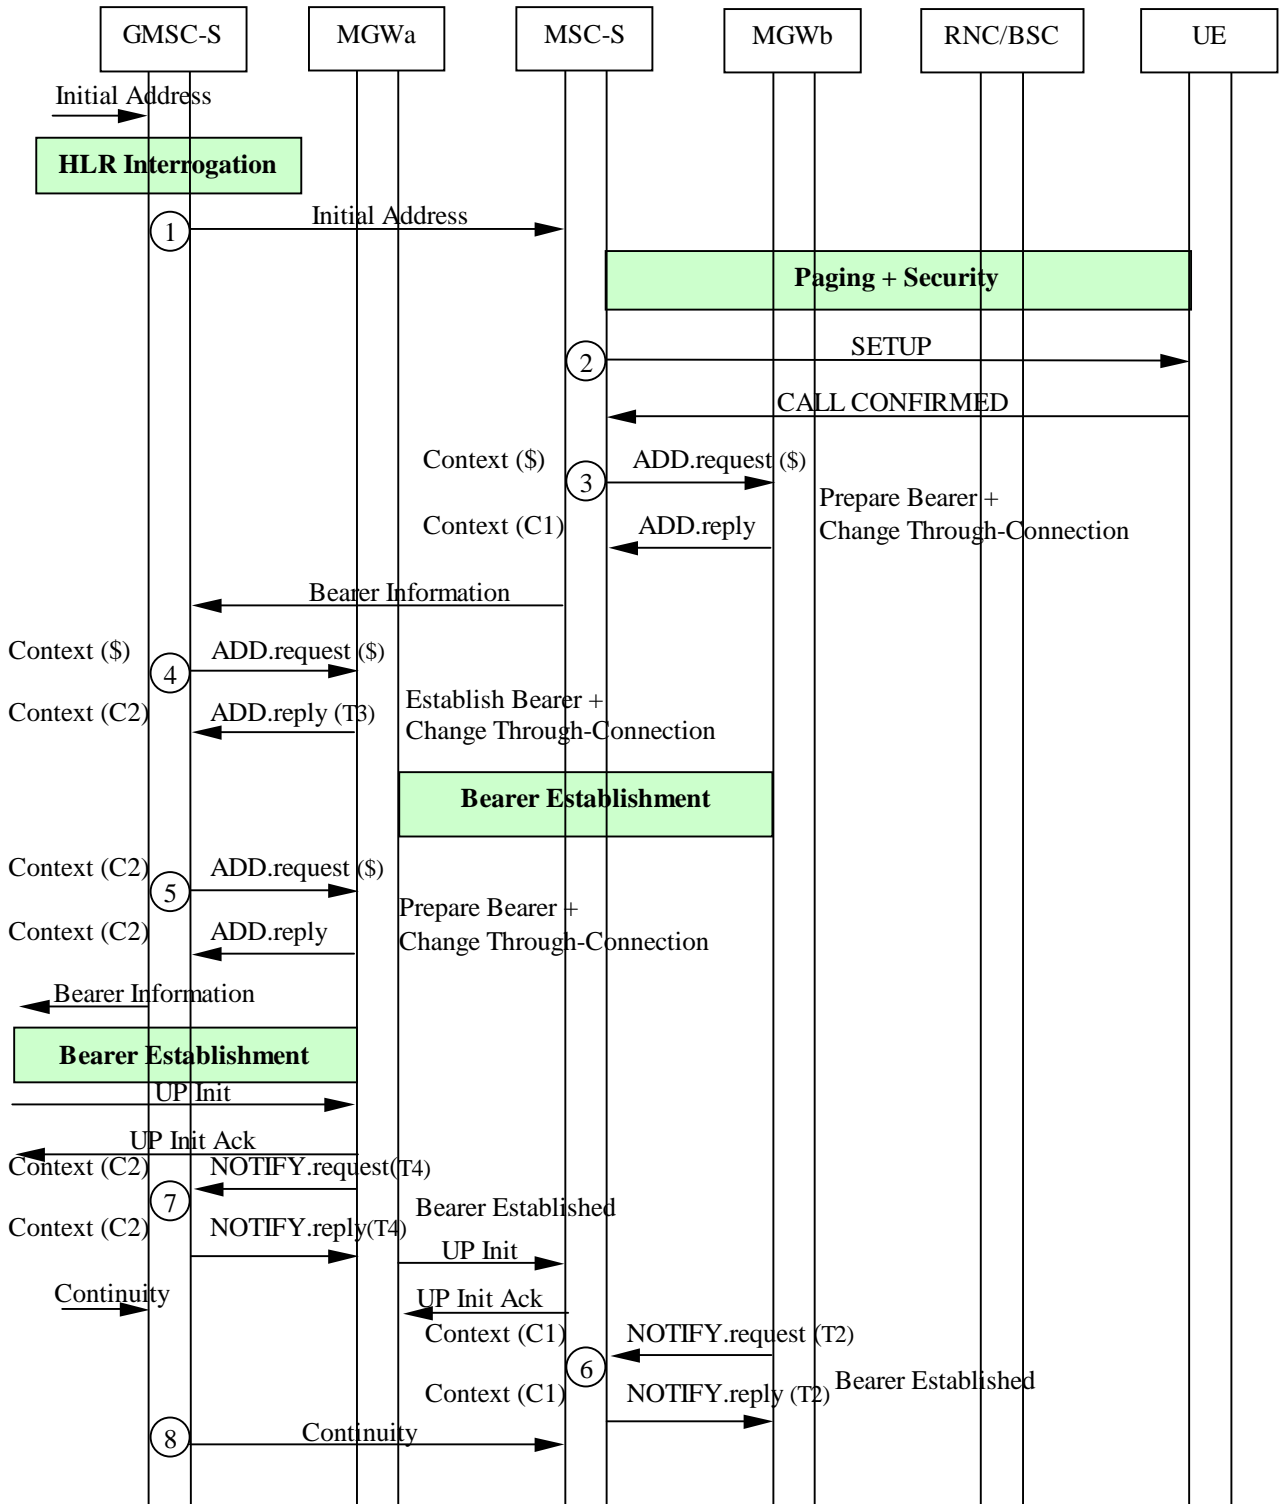 GMSC-S MGWa MSC-S MGWb RNC/BSC UE
Initial Address
HLR Interrogation
1 Initial Address
Paging + Security
2 SETUP
CALL CONFIRMED
Context ($) 3 ADD.request ($)
Prepare Bearer +
Change Through-Connection
Context (C1) ADD.reply
Bearer Information
Context ($) 4 ADD.request ($)
Establish Bearer +
Change Through-Connection
Context (C2) ADD.reply (T3)
Bearer Establishment
Context (C2) 5 ADD.request ($)
Prepare Bearer +
Change Through-Connection
Context (C2) ADD.reply
Bearer Information
Bearer Establishment
UP Init
UP Init Ack
Context (C2) 7 NOTIFY.request(T4)
Bearer Established
Context (C2) NOTIFY.reply(T4)
UP Init
Continuity
UP Init Ack
Context (C1) 6 NOTIFY.request (T2)
Bearer Established
Context (C1) NOTIFY.reply (T2)
8 Continuity